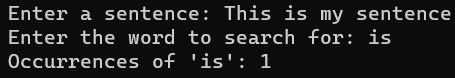 Enter a sentence: This is my sentence
Enter the word to search for: is
Occurrences of 'is': 1